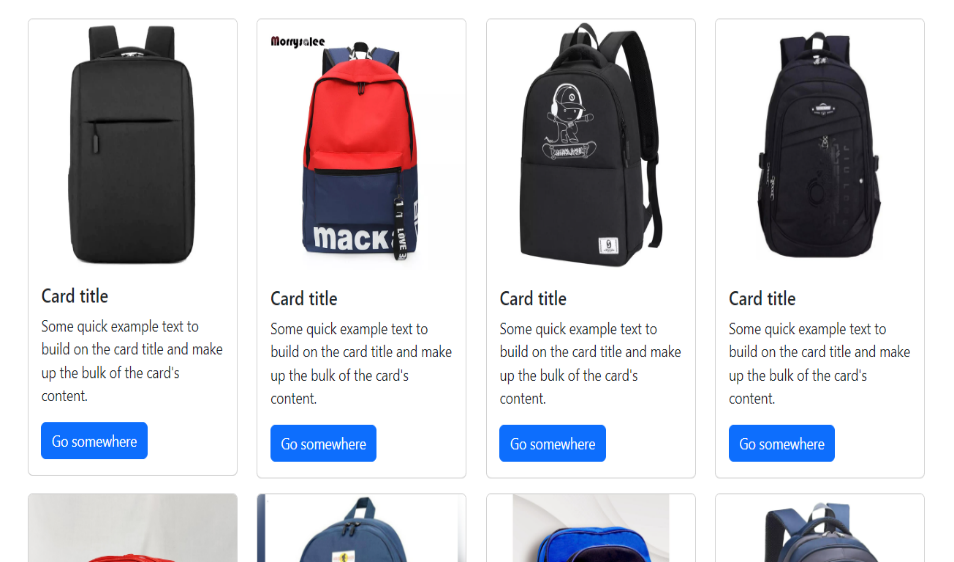 Morrysalee
mack
LOVE
Card title
Some quick example text to
build on the card title and make
up the bulk of the card's
content.
Go somewhere
Card title
Some quick example text to
build on the card title and make
up the bulk of the card's
content.
Go somewhere
Card title
Some quick example text to
build on the card title and make
up the bulk of the card's
content.
Go somewhere
JIULO
Card title
Some quick example text to
build on the card title and make
up the bulk of the card's
content.
Go somewhere